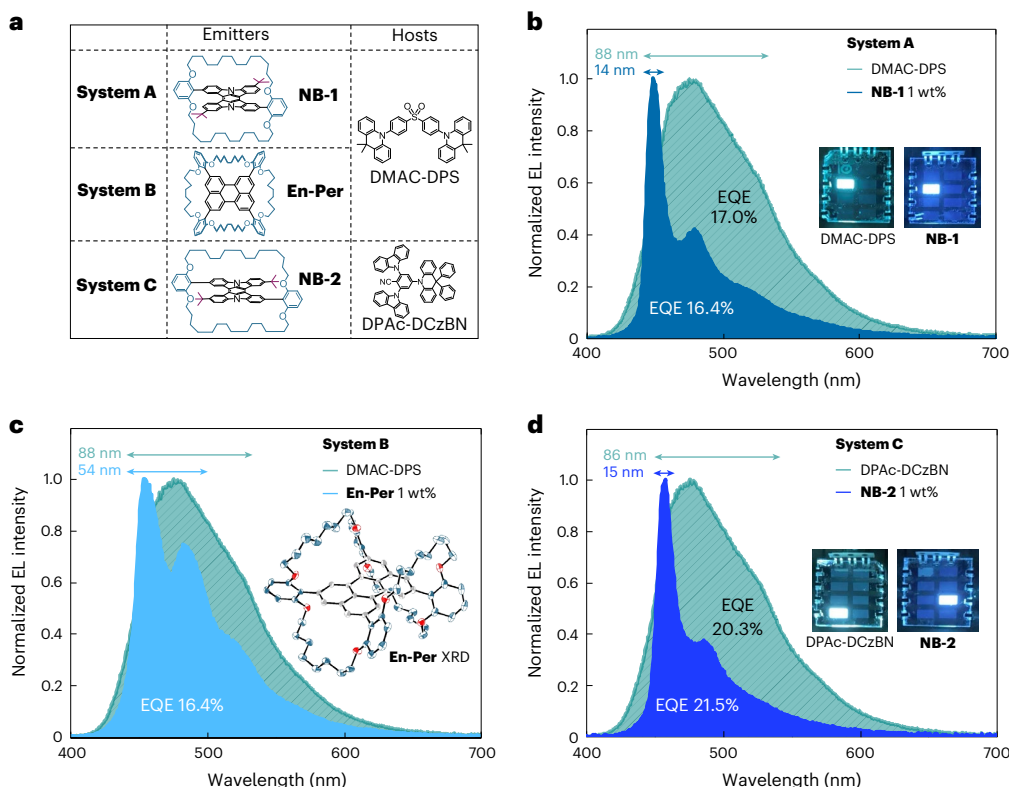 a
Emitters
Hosts
System A
NB-1
DMAC-DPS
System B
En-Per
System C
NB-2
NC
DPAc-DCzBN
b
88 nm
14 nm
System A
DMAC-DPS
NB-1 1 wt%
Normalized EL intensity
1.0
0.8
0.6
0.4
0.2
0
EQE
17.0%
EQE 16.4%
DMAC-DPS
NB-1
400
500
600
700
Wavelength (nm)
c
88 nm
54 nm
System B
DMAC-DPS
En-Per 1 wt%
Normalized EL intensity
1.0
0.8
0.6
0.4
0.2
0
EQE 16.4%
En-Per XRD
400
500
600
700
Wavelength (nm)
d
86 nm
15 nm
System C
DPAc-DCzBN
NB-2 1 wt%
Normalized EL intensity
1.0
0.8
0.6
0.4
0.2
0
EQE
20.3%
EQE 21.5%
DPAc-DCzBN
NB-2
400
500
600
700
Wavelength (nm)